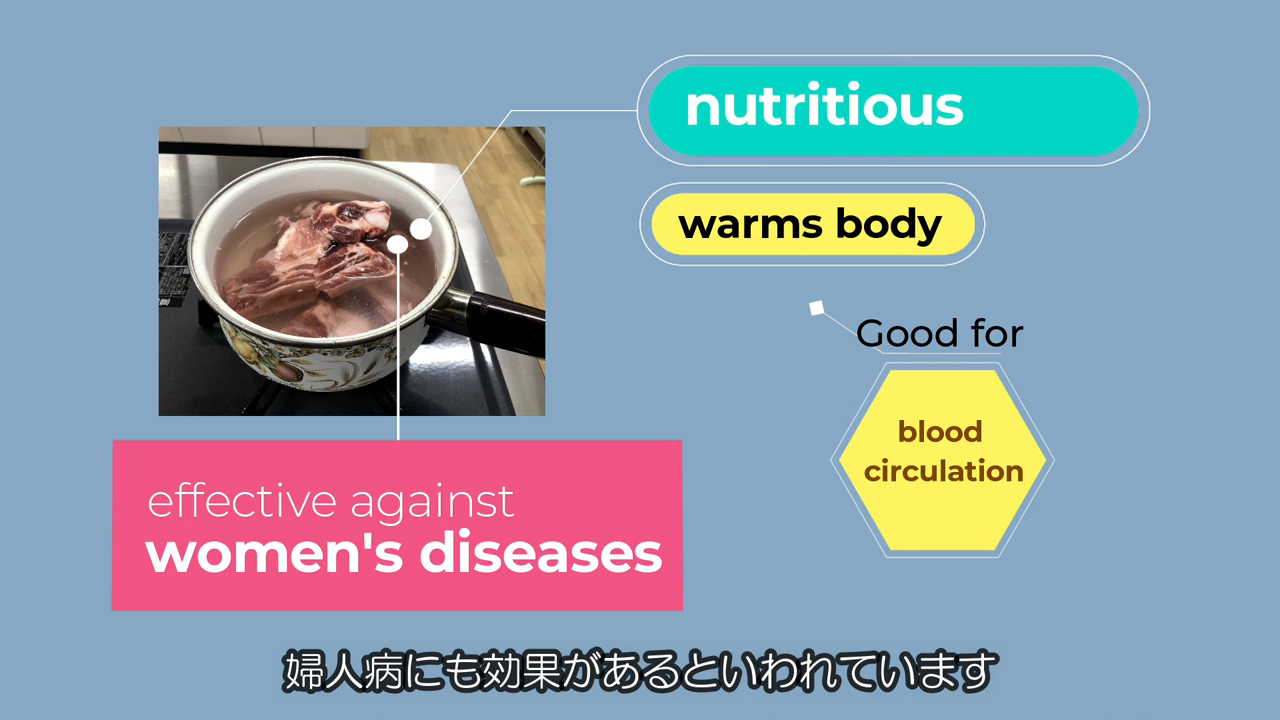 nutritious
warms body
Good for
blood
circulation
effective against
women's diseases
婦人病にも効果があるといわれています